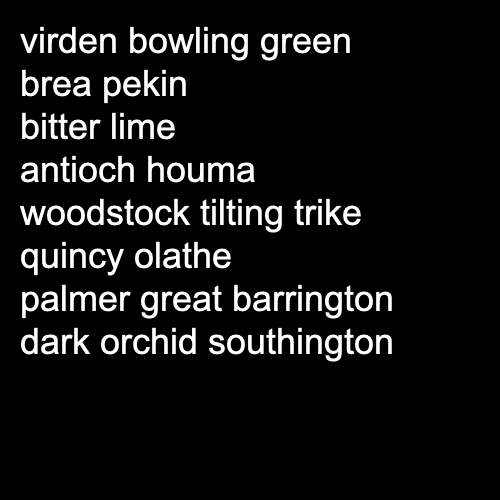 virden bowling green
brea pekin
bitter lime
antioch houma
woodstock tilting trike
quincy olathe
palmer great barrington
dark orchid southington